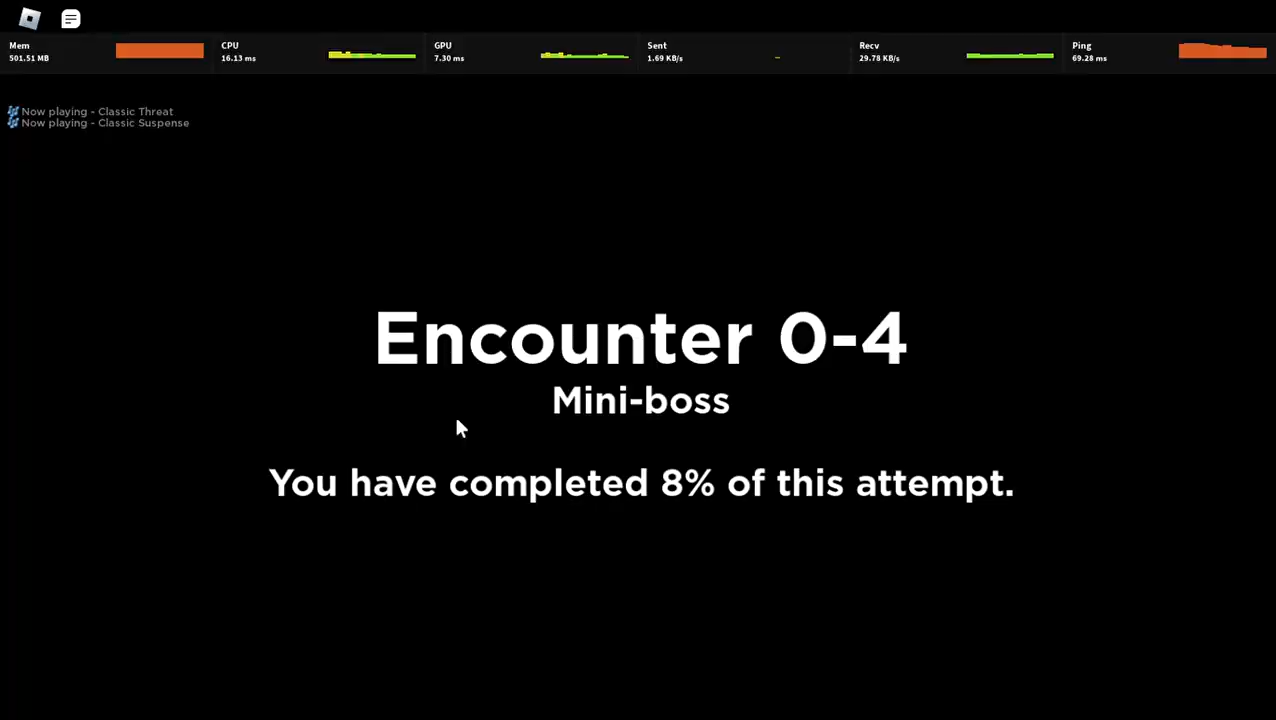 Mem
501.51 MB
CPU
16.13 ms
GPU
7.30 ms
Sent
1.69 KB/s
Recv
29.78 KB/s
Ping
69.28 ms
Now playing - Classic Threat
Now playing - Classic Suspense
Encounter 0-4
Mini-boss
You have completed 8% of this attempt.